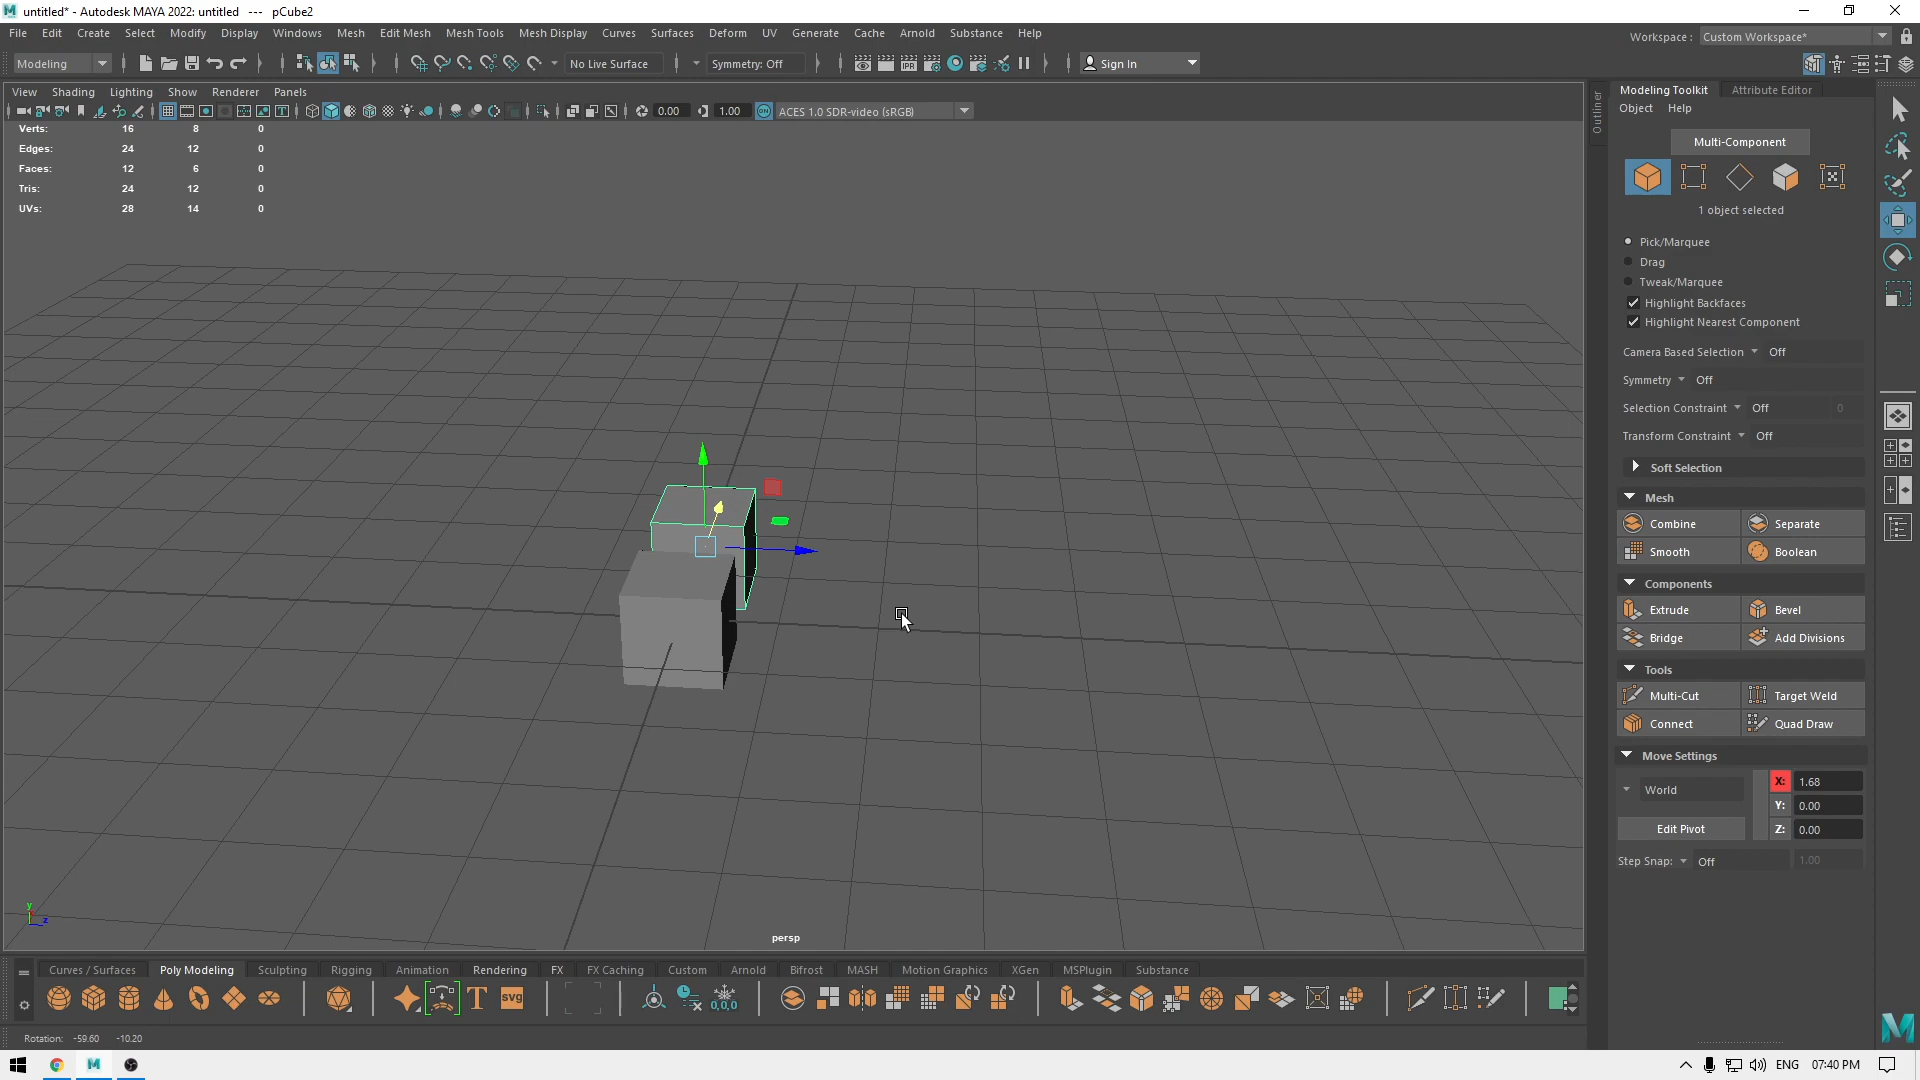 untitled* - Autodesk MAYA 2022: untitled --- pCube2
File Edit Create Select Modify Display Windows Mesh Edit Mesh Mesh Tools Mesh Display Curves Surfaces Deform UV Generate Cache Arnold Substance Help
Workspace : Custom Workspace*
Modeling
No Live Surface
Symmetry: Off
IPR
Sign In
View Shading Lighting Show Renderer Panels
0.00
1.00
ON
ACES 1.0 SDR-video (sRGB)
Verts: 16 8 0
Edges: 24 12 0
Faces: 12 6 0
Tris: 24 12 0
UVs: 28 14 0
y
z
persp
Outliner
Modeling Toolkit Attribute Editor
Object Help
Multi-Component
1 object selected
Pick/Marquee
Drag
Tweak/Marquee
Highlight Backfaces
Highlight Nearest Component
Camera Based Selection Off
Symmetry Off
Selection Constraint Off 0
Transform Constraint Off
Soft Selection
Mesh
Combine Separate
Smooth Boolean
Components
Extrude Bevel
Bridge Add Divisions
Tools
Multi-Cut Target Weld
Connect Quad Draw
Move Settings
World
X: 1.68
Y: 0.00
Edit Pivot
Z: 0.00
Step Snap: Off 1.00
Curves / Surfaces Poly Modeling Sculpting Rigging Animation Rendering FX FX Caching Custom Arnold Bifrost MASH Motion Graphics XGen MSPlugin Substance
T
svg
0,0,0
Rotation: -59.60 -10.20
M
ENG 07:40 PM